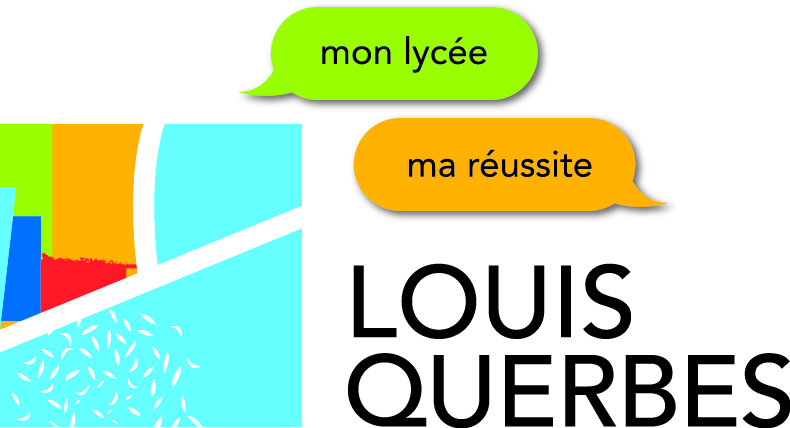 mon lycée
ma réussite
LOUIS
QUERBES